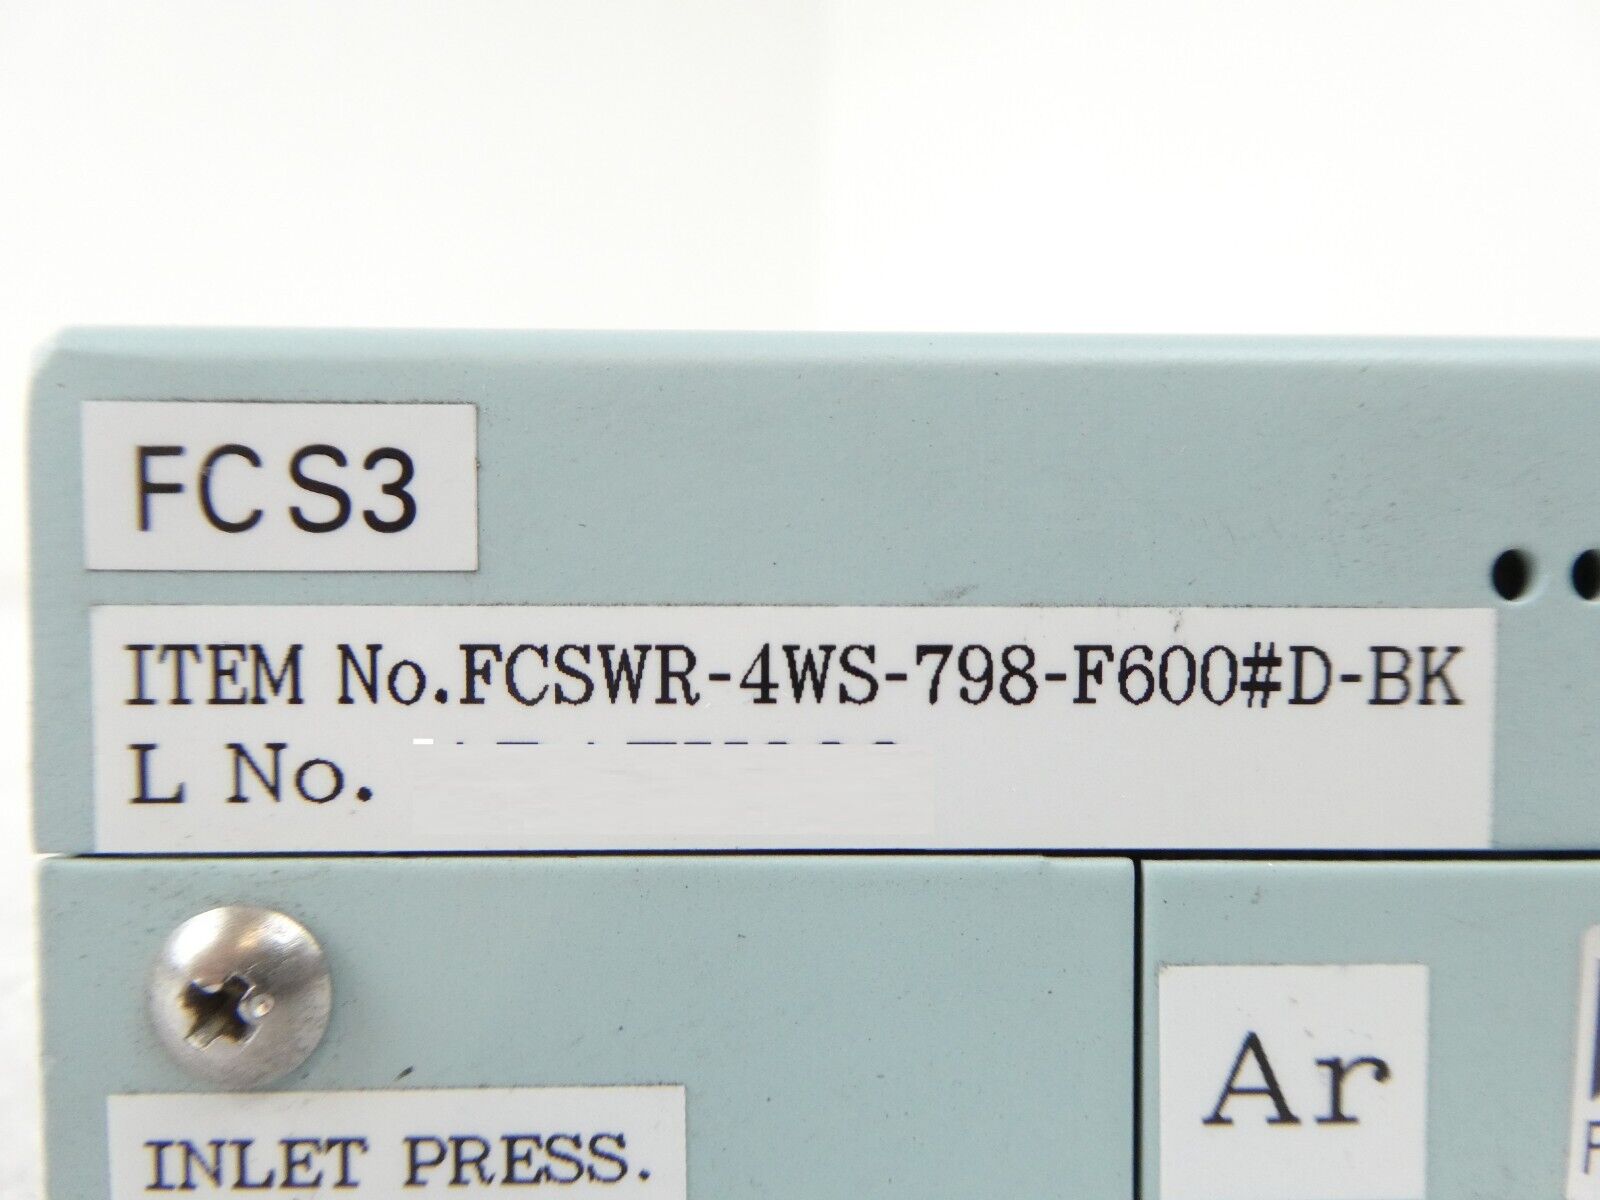 FCS3
ITEM No.FCSWR-4WS-798-F600#D-BK
L No.
Ar
INLET PRESS.